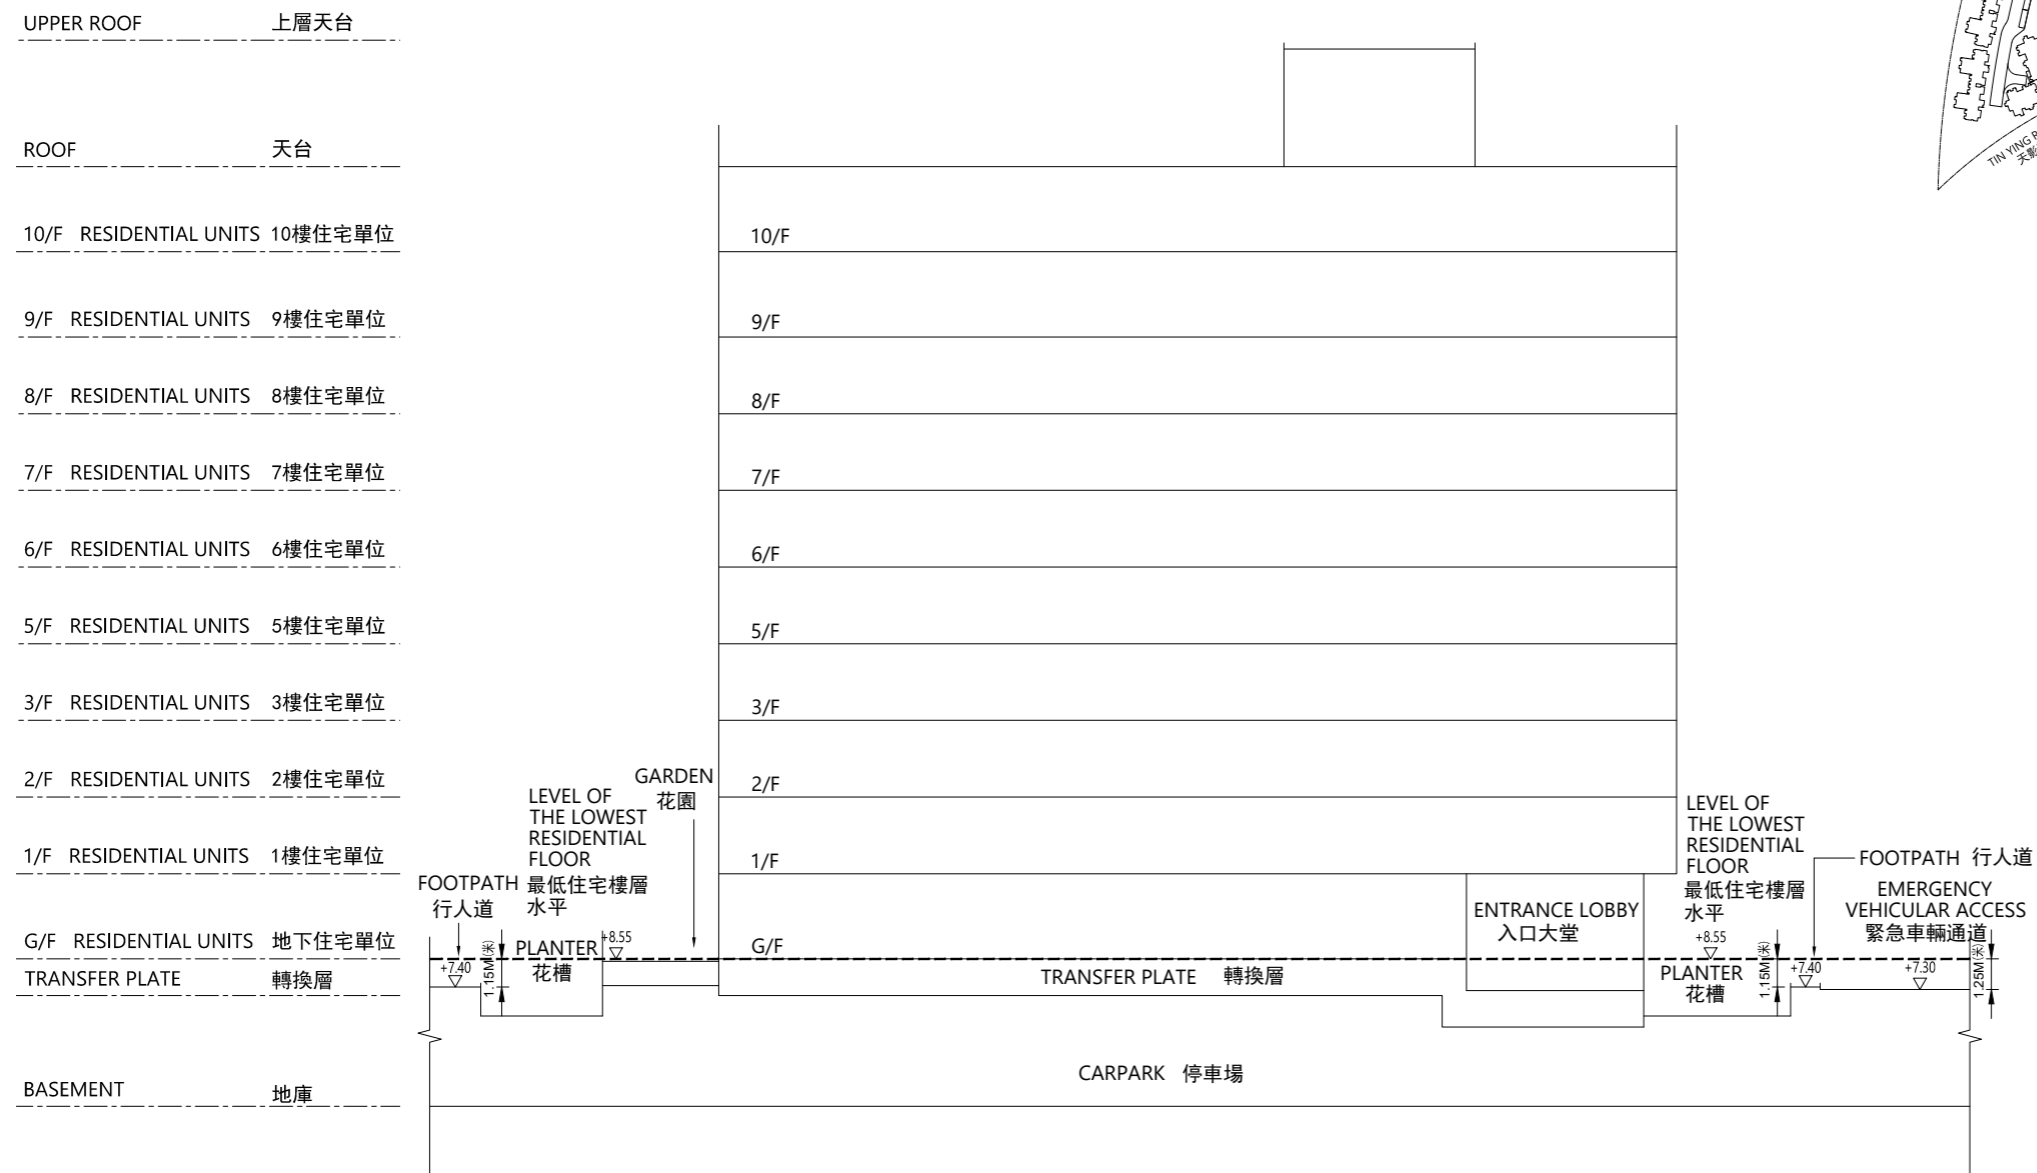 UPPER ROOF 上層天台
ROOF 天台
10/F RESIDENTIAL UNITS 10樓住宅單位
9/F RESIDENTIAL UNITS 9樓住宅單位
8/F RESIDENTIAL UNITS 8樓住宅單位
7/F RESIDENTIAL UNITS 7樓住宅單位
6/F RESIDENTIAL UNITS 6樓住宅單位
5/F RESIDENTIAL UNITS 5樓住宅單位
3/F RESIDENTIAL UNITS 3樓住宅單位
2/F RESIDENTIAL UNITS 2樓住宅單位
1/F RESIDENTIAL UNITS 1樓住宅單位
G/F RESIDENTIAL UNITS 地下住宅單位
TRANSFER PLATE 轉換層
BASEMENT 地庫
FOOTPATH
行人道
+7.40
1.15M(米)
LEVEL OF
THE LOWEST
RESIDENTIAL
FLOOR
最低住宅樓層
水平
PLANTER
花槽
+8.55
GARDEN
花園
10/F
9/F
8/F
7/F
6/F
5/F
3/F
2/F
1/F
G/F
TRANSFER PLATE 轉換層
ENTRANCE LOBBY
入口大堂
CARPARK 停車場
LEVEL OF
THE LOWEST
RESIDENTIAL
FLOOR
最低住宅樓層
水平
+8.55
PLANTER
花槽
1.15M(米)
+7.40
FOOTPATH 行人道
EMERGENCY
VEHICULAR ACCESS
緊急車輛通道
+7.30
1.25M(米)
TIN YING
天影